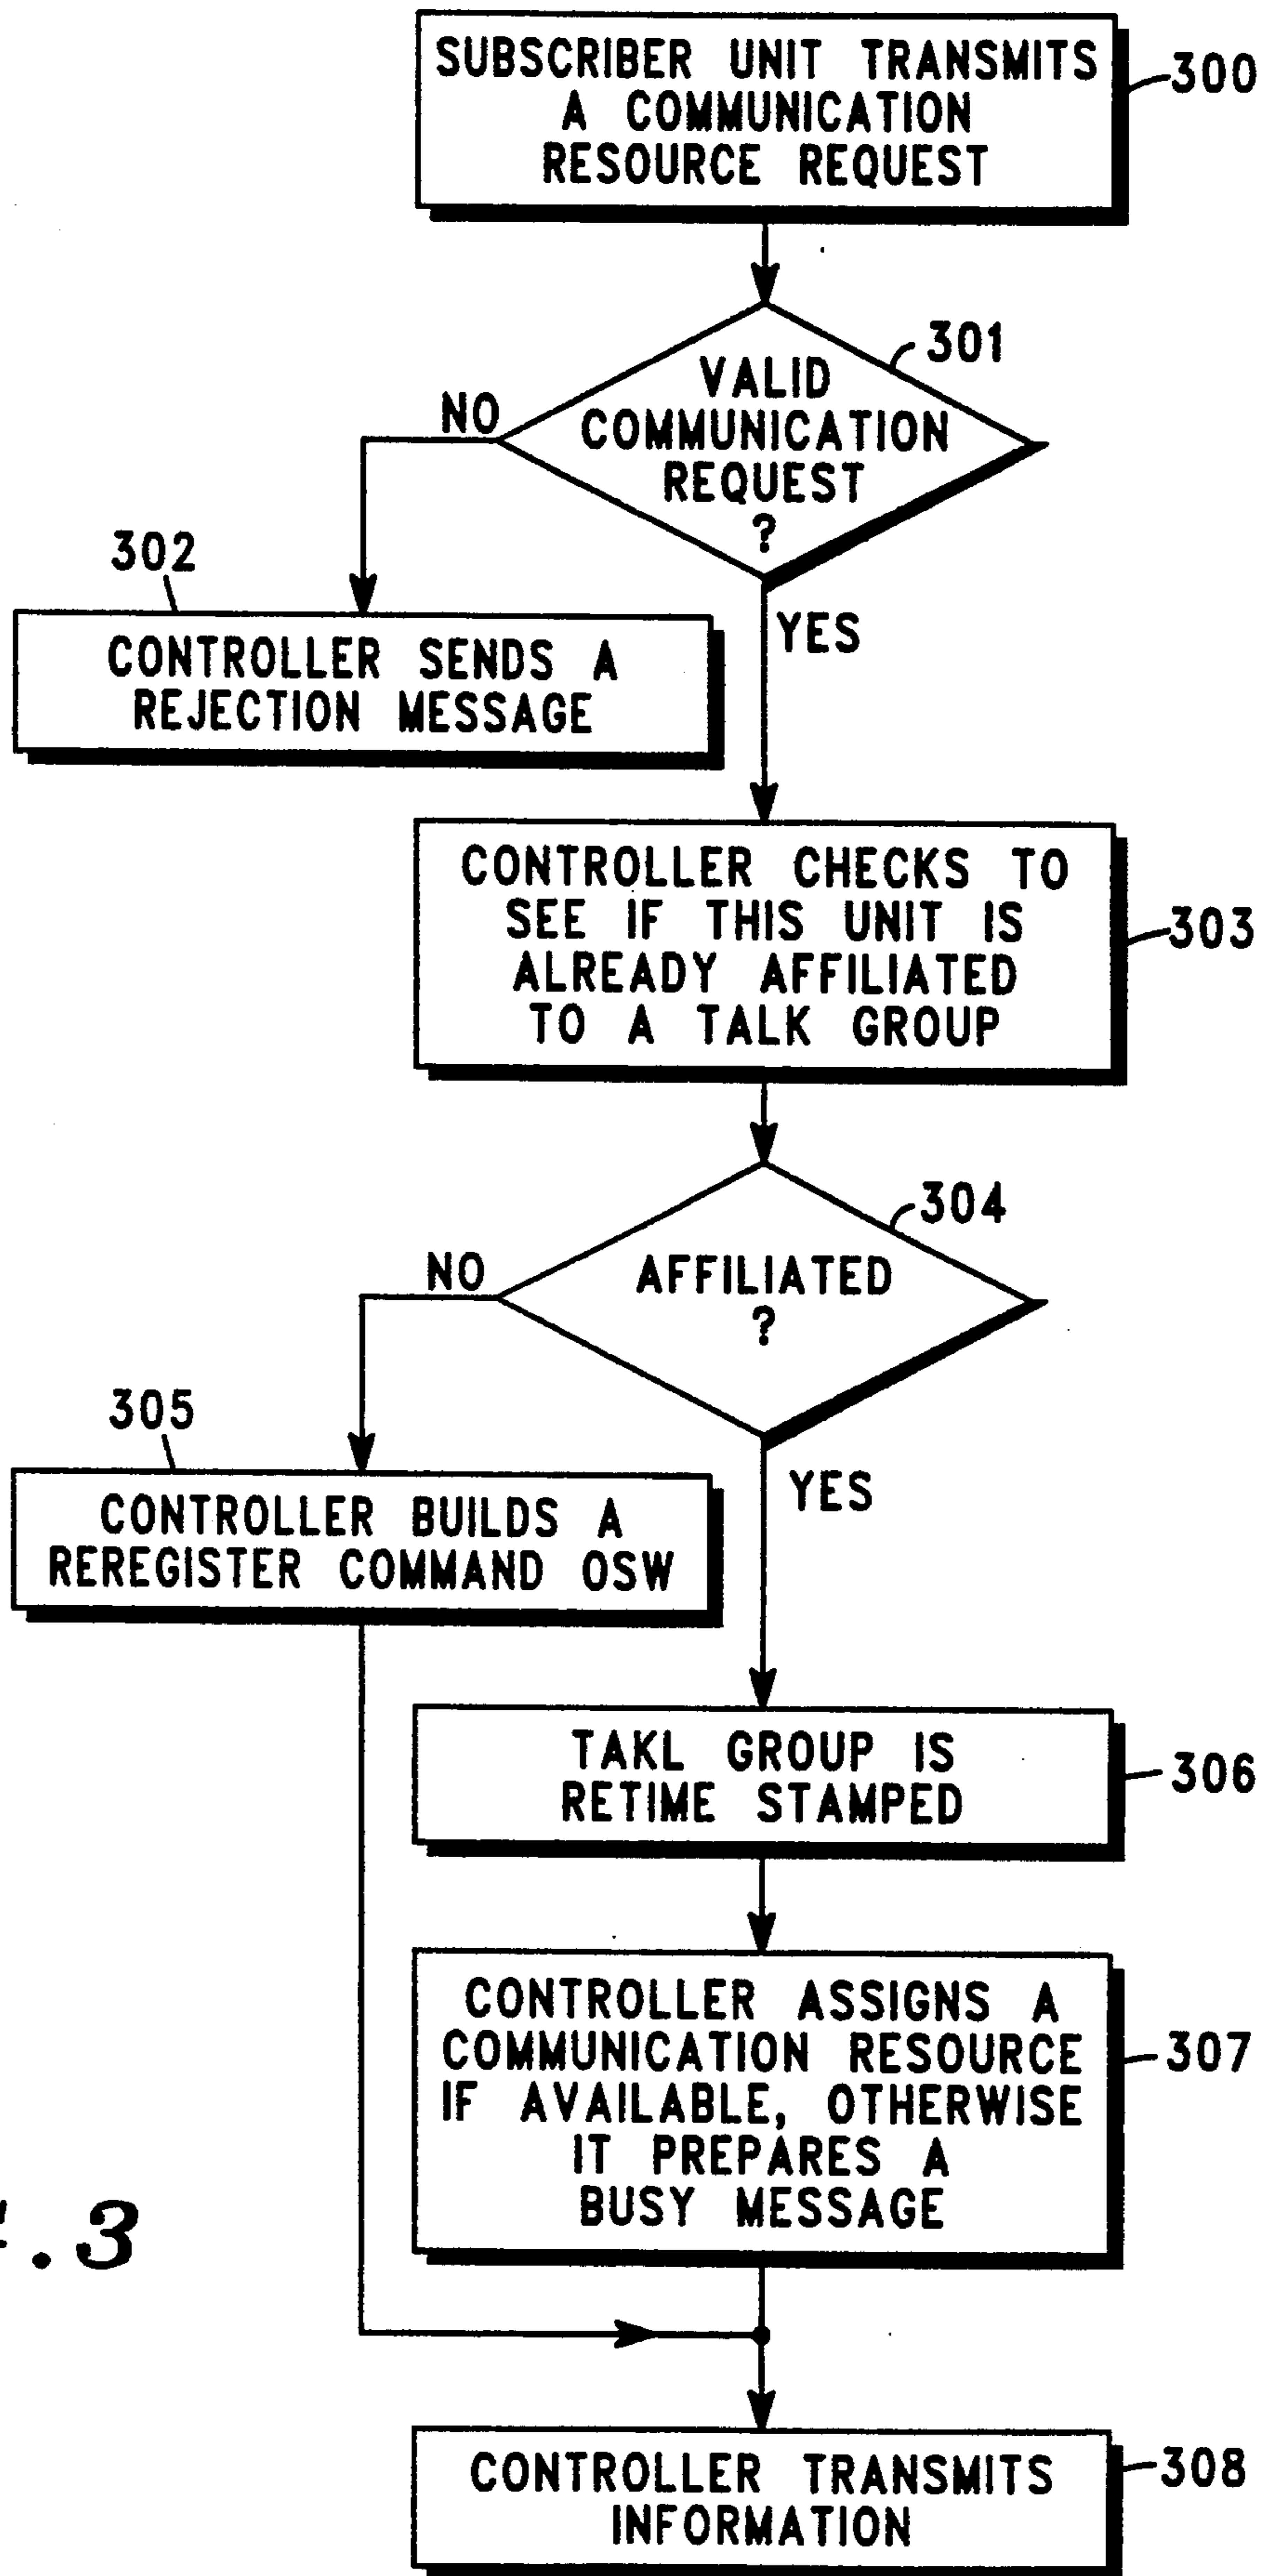 SUBSCRIBER UNIT TRANSMITS
A COMMUNICATION
RESOURCE REQUEST
300
301
VALID
COMMUNICATION
REQUEST
?
NO
YES
302
CONTROLLER SENDS A
REJECTION MESSAGE
CONTROLLER CHECKS TO
SEE IF THIS UNIT IS
ALREADY AFFILIATED
TO A TALK GROUP
303
304
AFFILIATED
?
NO
YES
305
CONTROLLER BUILDS A
REREGISTER COMMAND OSW
TAKL GROUP IS
RETIME STAMPED
306
CONTROLLER ASSIGNS A
COMMUNICATION RESOURCE
IF AVAILABLE, OTHERWISE
IT PREPARES A
BUSY MESSAGE
307
.3
CONTROLLER TRANSMITS
INFORMATION
308